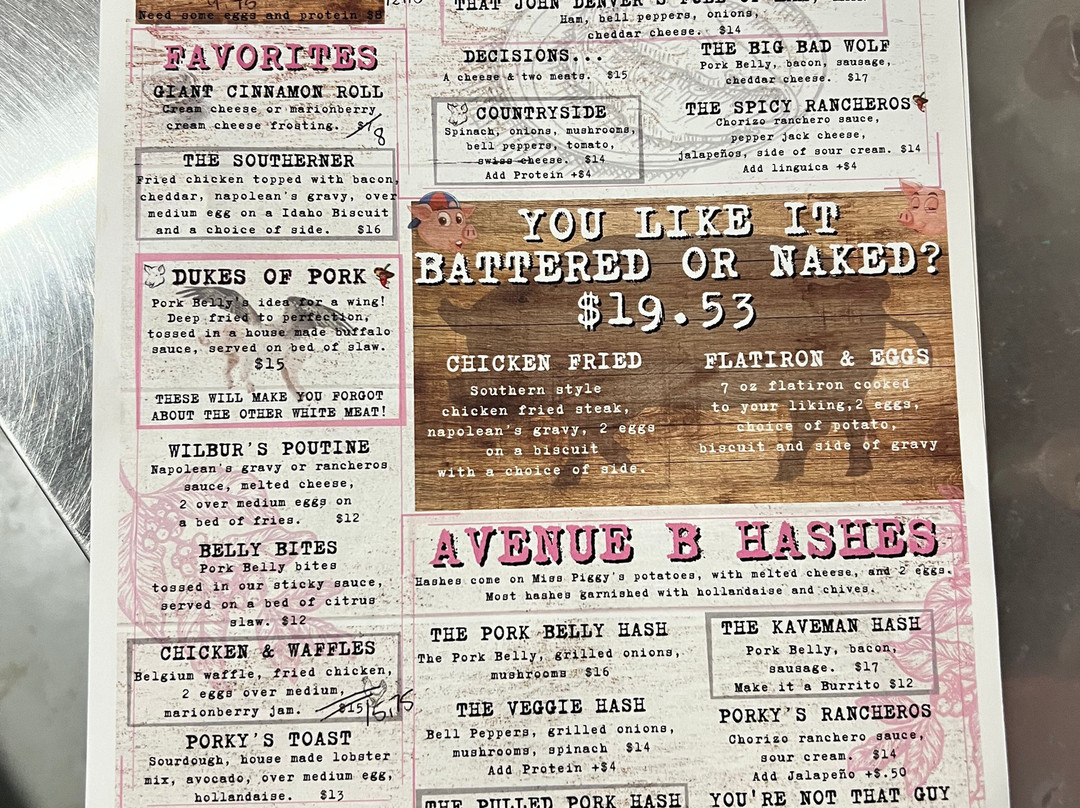 Need some eggs and protein $8
FAVORITES
GIANT CINNAMON ROLL
Cream cheese or marionberry
cream cheese frosting. $
8
THE SOUTHERNER
Fried chicken topped with bacon,
cheddar, napolean's gravy, over
medium egg on a Idaho Biscuit
and a choice of side. $16
DUKES OF PORK
Pork Belly's idea for a wing!
Deep fried to perfection,
tossed in a house made buffalo
sauce, served on bed of slaw.
$15
THESE WILL MAKE YOU FORGOT
ABOUT THE OTHER WHITE MEAT!
WILBUR'S POUTINE
Napolean's gravy or rancheros
sauce, melted cheese,
2 over medium eggs on
a bed of fries. $12
BELLY BITES
Pork Belly bites
tossed in our sticky sauce,
served on a bed of citrus
slaw. $12
CHICKEN & WAFFLES
Belgium waffle, fried chicken,
2 eggs over medium,
marionberry jam. $15
15.75
PORKY'S TOAST
Sourdough, house made lobster
mix, avocado, over medium egg,
hollandaise. $13
THAT JOHN DENVER'S FULL OF
Ham, bell peppers, onions,
cheddar cheese. $14
DECISIONS...
A cheese & two meats. $15
THE BIG BAD WOLF
Pork Belly, bacon, sausage,
cheddar cheese. $17
COUNTRYSIDE
Spinach, onions, mushrooms,
bell peppers, tomato,
swiss cheese. $14
Add Protein +$4
THE SPICY RANCHEROS
Chorizo ranchero sauce,
pepper jack cheese,
jalapeños, side of sour cream. $14
Add linguica +$4
YOU LIKE IT
BATTERED OR NAKED?
$19.53
CHICKEN FRIED
Southern style
chicken fried steak,
napolean's gravy, 2 eggs
on a biscuit
with a choice of side.
FLATIRON & EGGS
7 oz flatiron cooked
to your liking,2 eggs,
choice of potato,
biscuit and side of gravy
AVENUE B HASHES
Hashes come on Miss Piggy's potatoes, with melted cheese, and 2 eggs.
Most hashes garnished with hollandaise and chives.
THE PORK BELLY HASH
The Pork Belly, grilled onions,
mushrooms $16
THE VEGGIE HASH
Bell Peppers, grilled onions,
mushrooms, spinach $14
Add Protein +$4
THE PULLED PORK HASH
THE KAVEMAN HASH
Pork Belly, bacon,
sausage. $17
Make it a Burrito $12
PORKY'S RANCHEROS
Chorizo ranchero sauce,
sour cream. $14
Add Jalapeño +$.50
YOU'RE NOT THAT GUY